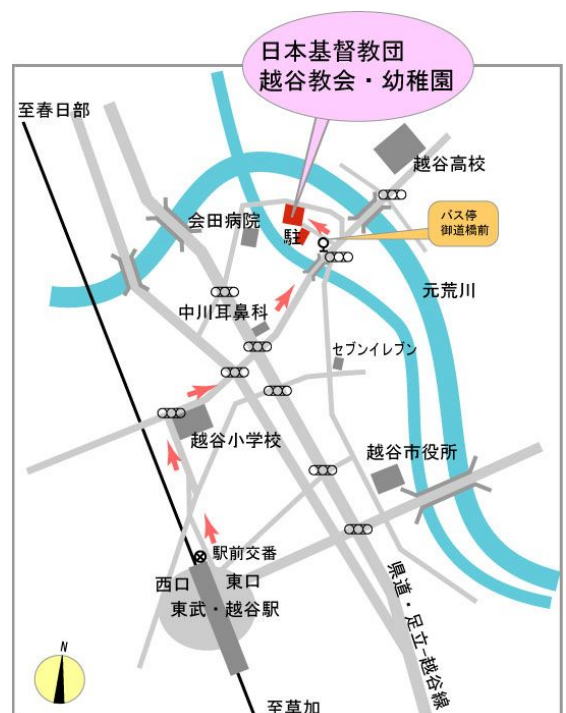 日本基督教団
越谷教会・幼稚園
至春日部
越谷高校
会田病院
バス停
御道橋前
駐
元荒川
中川耳鼻科
セブンイレブン
越谷小学校
越谷市役所
駅前交番
西口
東口
東武・越谷駅
県道・足立-越谷線
N
至草加